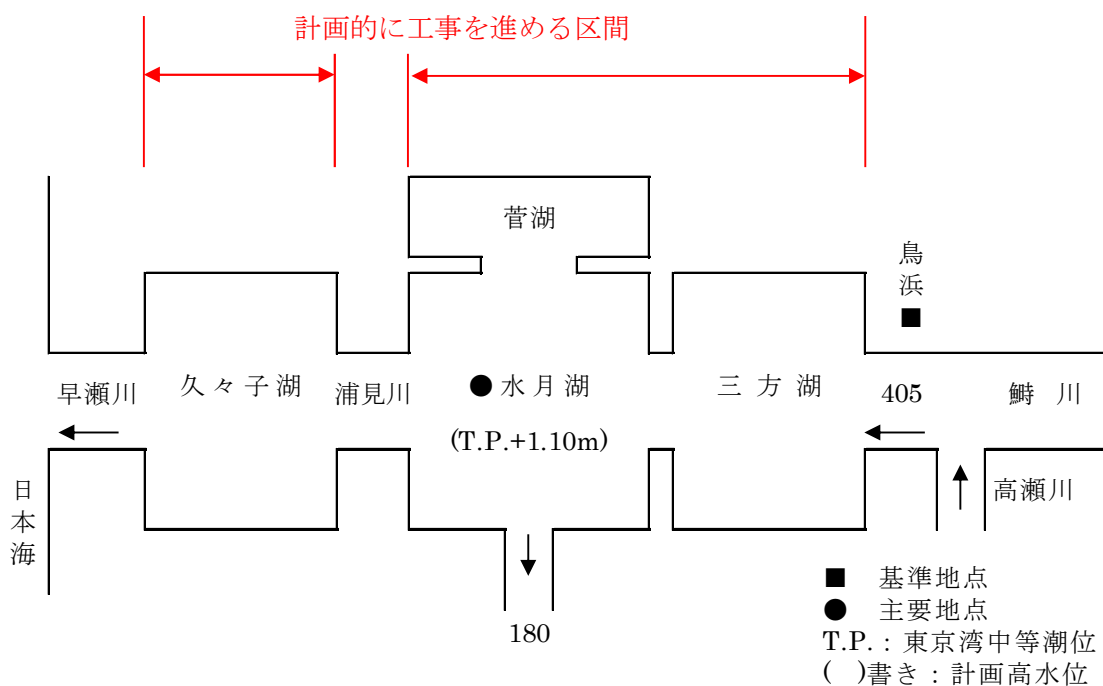 計画的に工事を進める区間
菅湖
鳥浜
■
早瀬川
久々子湖
浦見川
●水月湖
三方湖
405
鰣川
(T.P.+1.10m)
日本海
高瀬川
180
■ 基準地点
● 主要地点
T.P.：東京湾中等潮位
( )書き：計画高水位